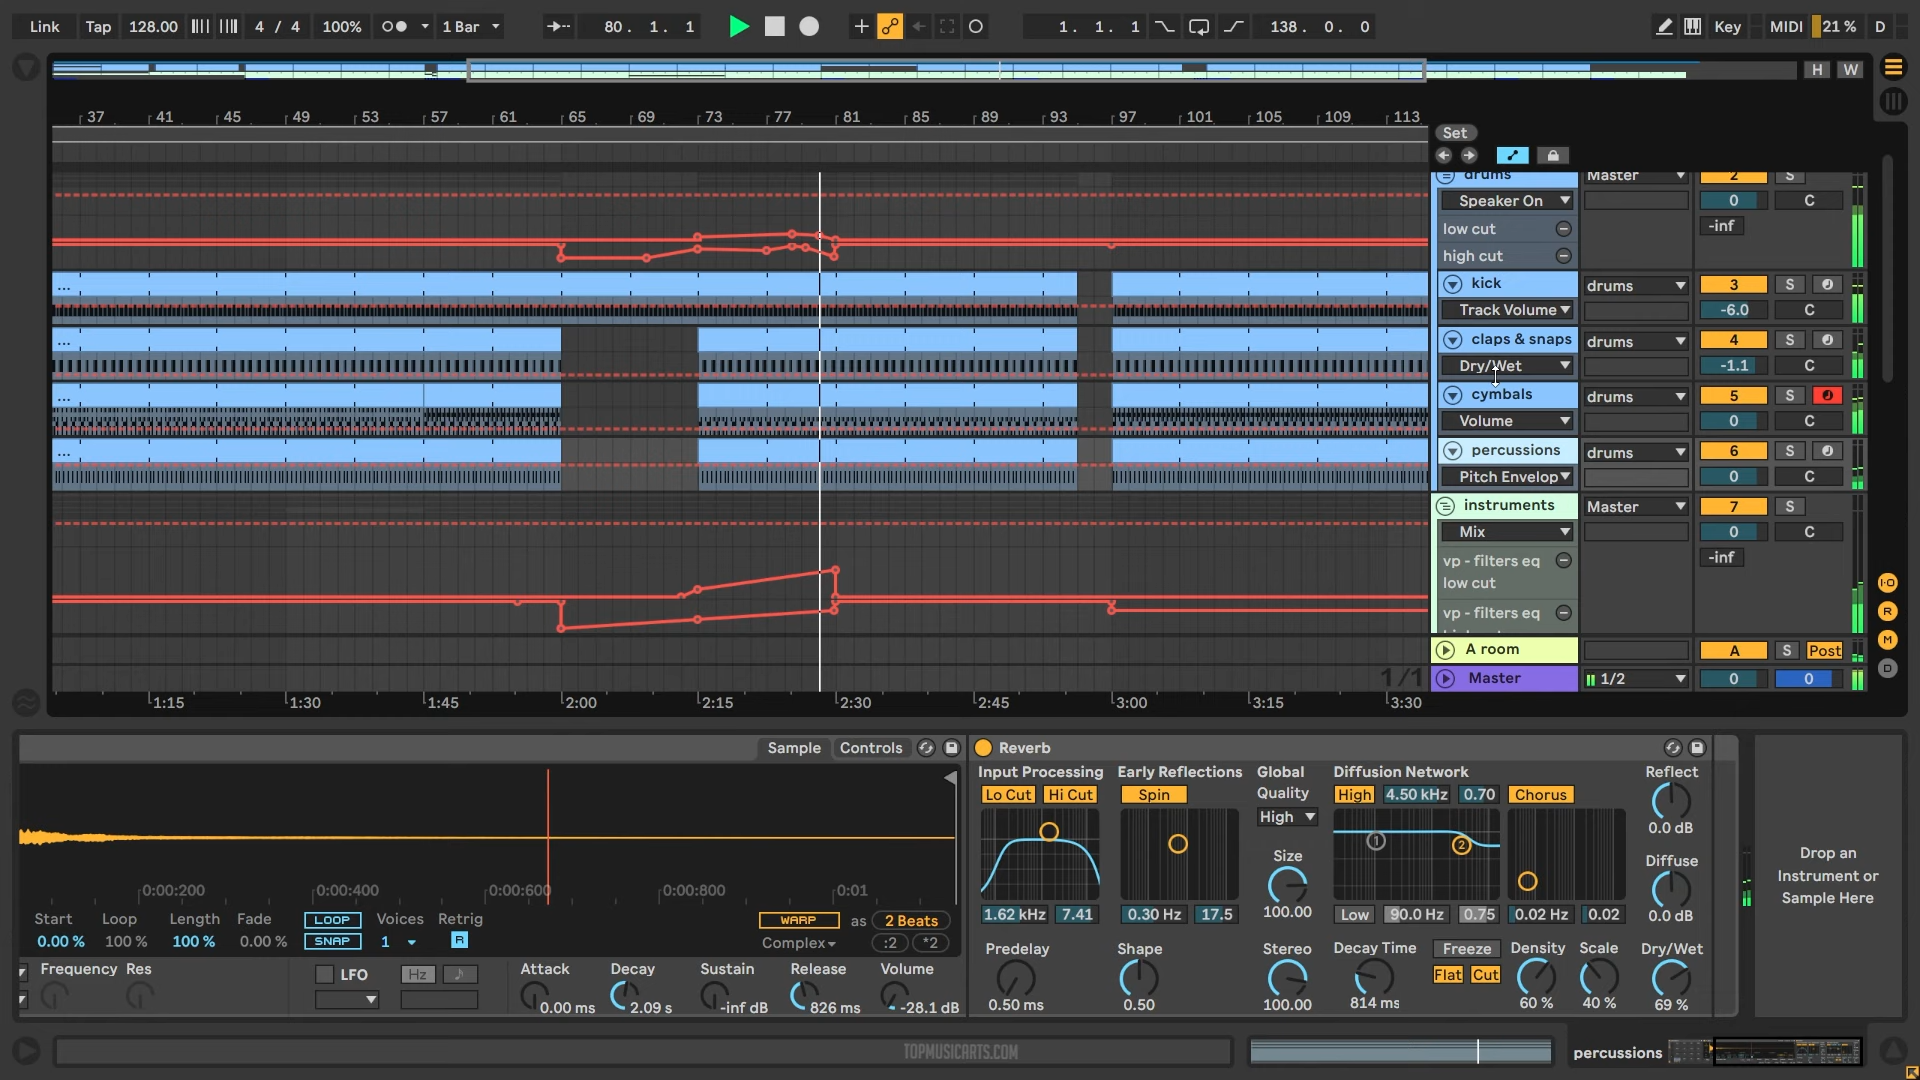 Link Tap 128.00 4 / 4 100% 1 Bar 80. 1. 1 1. 1. 1 138. 0. 0 Key MIDI 21 % D
H W
37 41 45 49 53 57 61 65 69 73 77 81 85 89 93 97 101 105 109 113
Set
drums Master 2 S
Speaker On 0 C
low cut -inf
high cut
... kick drums 3 S
Track Volume -6.0 C
... claps & snaps drums 4 S
Dry/Wet -1.1 C
... cymbals drums 5 S
Volume 0 C
... percussions drums 6 S
Pitch Envelop 0 C
instruments Master 7 S
Mix 0 C
vp - filters eq -inf
low cut
vp - filters eq
I·O
R
M
D
A room A S Post
1/1 Master 1/2 0 0
1:15 1:30 1:45 2:00 2:15 2:30 2:45 3:00 3:15 3:30
Sample Controls
0:00:200 0:00:400 0:00:600 0:00:800 0:01
Start Loop Length Fade LOOP Voices Retrig WARP as 2 Beats
0.00 % 100 % 100 % 0.00 % SNAP 1 R Complex :2 *2
Frequency Res LFO Hz Attack Decay Sustain Release Volume
0.00 ms 2.09 s -inf dB 826 ms -28.1 dB
Reverb
Input Processing Early Reflections Global Diffusion Network Reflect
Lo Cut Hi Cut Spin Quality High 4.50 kHz 0.70 Chorus
High 0.0 dB
1 2
Size Diffuse
1.62 kHz 7.41 0.30 Hz 17.5 100.00 Low 90.0 Hz 0.75 0.02 Hz 0.02 0.0 dB
Predelay Shape Stereo Decay Time Freeze Density Scale Dry/Wet
Flat Cut
0.50 ms 0.50 100.00 814 ms 60 % 40 % 69 %
Drop an
Instrument or
Sample Here
TOPMUSICARTS.COM
percussions